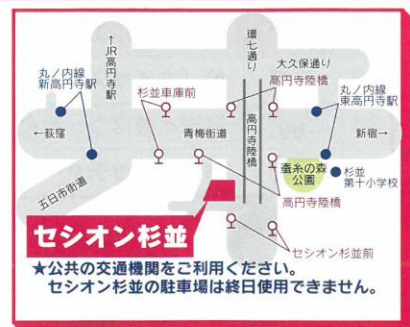 ↑JR高円寺駅
環七通り
大久保通り
丸ノ内線
新高円寺駅
杉並車庫前
高円寺陸橋
高円寺陸橋
丸ノ内線
東高円寺駅
←荻窪
青梅街道
高円寺陸橋
新宿→
五日市街道
蚕糸の森
公園
杉並
第十小学校
高円寺陸橋
セシオン杉並
セシオン杉並前
★公共の交通機関をご利用ください。
セシオン杉並の駐車場は終日使用できません。